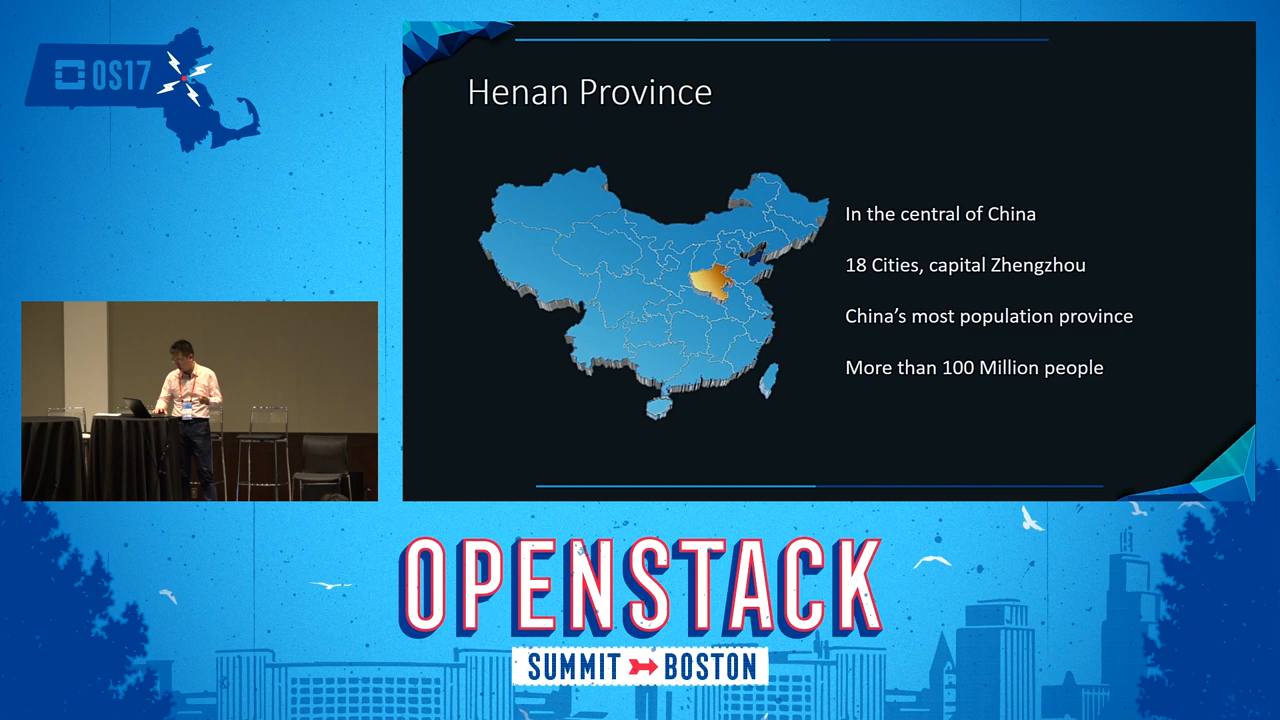 OS17
Henan Province
In the central of China
18 Cities, capital Zhengzhou
China's most population province
More than 100 Million people
OPENSTACK
SUMMIT BOSTON